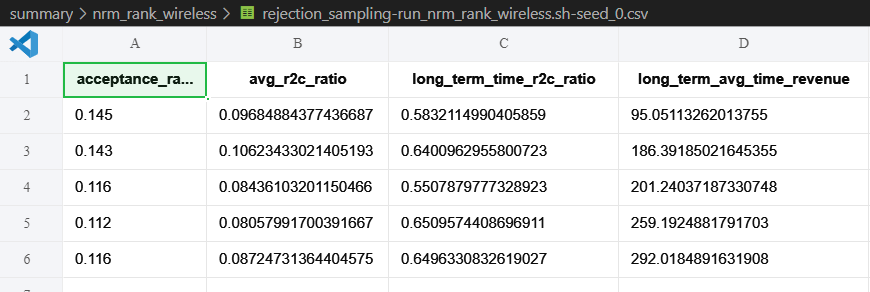 summary > nrm_rank_wireless > rejection_sampling-run_nrm_rank_wireless.sh-seed_0.csv
A B C D
1 acceptance_ra... avg_r2c_ratio long_term_time_r2c_ratio long_term_avg_time_revenue
2 0.145 0.09684884377436687 0.5832114990405859 95.05113262013755
3 0.143 0.10623433021405193 0.6400962955800723 186.39185021645355
4 0.116 0.08436103201150466 0.5507879777328923 201.24037187330748
5 0.112 0.08057991700391667 0.6509574408696911 259.1924881791703
6 0.116 0.08724731364404575 0.6496330832619027 292.0184891631908